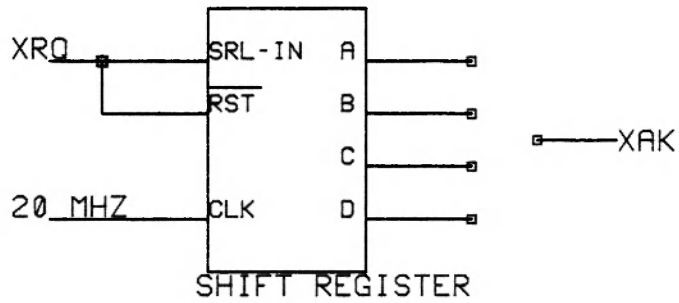 XRQ
SRL-IN A
RST B
C
XAK
20 MHZ
CLK D
SHIFT REGISTER